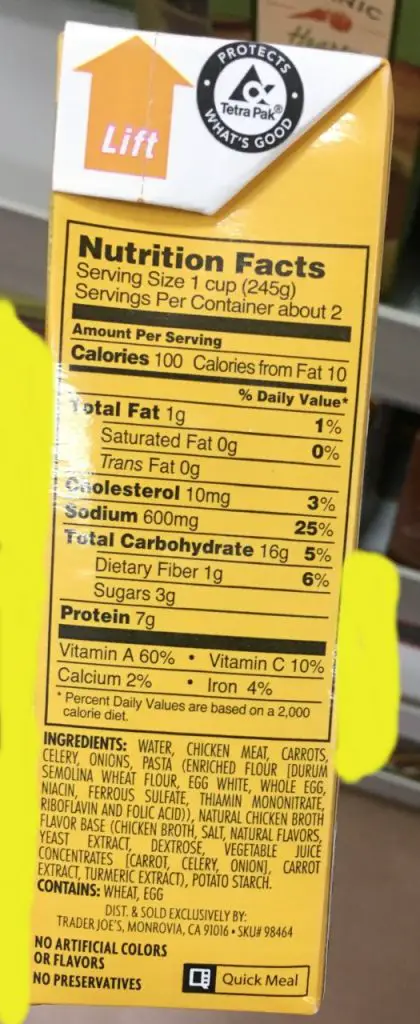 NIC
Lift
PROTECTS
Tetra Pak®
WHAT'S GOOD
Nutrition Facts
Serving Size 1 cup (245g)
Servings Per Container about 2
Amount Per Serving
Calories 100 Calories from Fat 10
% Daily Value*
Total Fat 1g 1%
Saturated Fat 0g 0%
Trans Fat 0g
Cholesterol 10mg 3%
Sodium 600mg 25%
Total Carbohydrate 16g 5%
Dietary Fiber 1g 6%
Sugars 3g
Protein 7g
Vitamin A 60% • Vitamin C 10%
Calcium 2% • Iron 4%
* Percent Daily Values are based on a 2,000
calorie diet.
INGREDIENTS: WATER, CHICKEN MEAT, CARROTS,
CELERY, ONIONS, PASTA (ENRICHED FLOUR [DURUM
SEMOLINA WHEAT FLOUR, EGG WHITE, WHOLE EGG,
NIACIN, FERROUS SULFATE, THIAMIN MONONITRATE,
RIBOFLAVIN AND FOLIC ACID)), NATURAL CHICKEN BROTH
FLAVOR BASE (CHICKEN BROTH, SALT, NATURAL FLAVORS,
YEAST EXTRACT, DEXTROSE, VEGETABLE JUICE
CONCENTRATES [CARROT, CELERY, ONION], CARROT
EXTRACT, TURMERIC EXTRACT), POTATO STARCH.
CONTAINS: WHEAT, EGG
DIST. & SOLD EXCLUSIVELY BY:
TRADER JOE'S, MONROVIA, CA 91016 • SKU# 98464
NO ARTIFICIAL COLORS
OR FLAVORS
NO PRESERVATIVES
Quick Meal